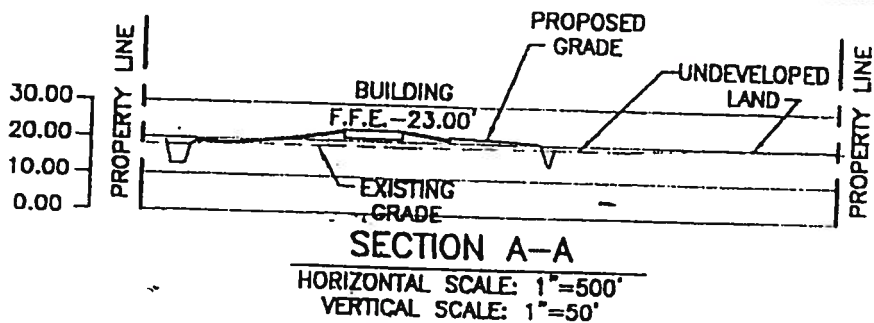 PROPOSED
GRADE
PROPERTY LINE
PROPERTY LINE
UNDEVELOPED
LAND
BUILDING
F.F.E.-23.00'
30.00
20.00
10.00
0.00
EXISTING
GRADE
SECTION A-A
HORIZONTAL SCALE: 1"=500'
VERTICAL SCALE: 1"=50'